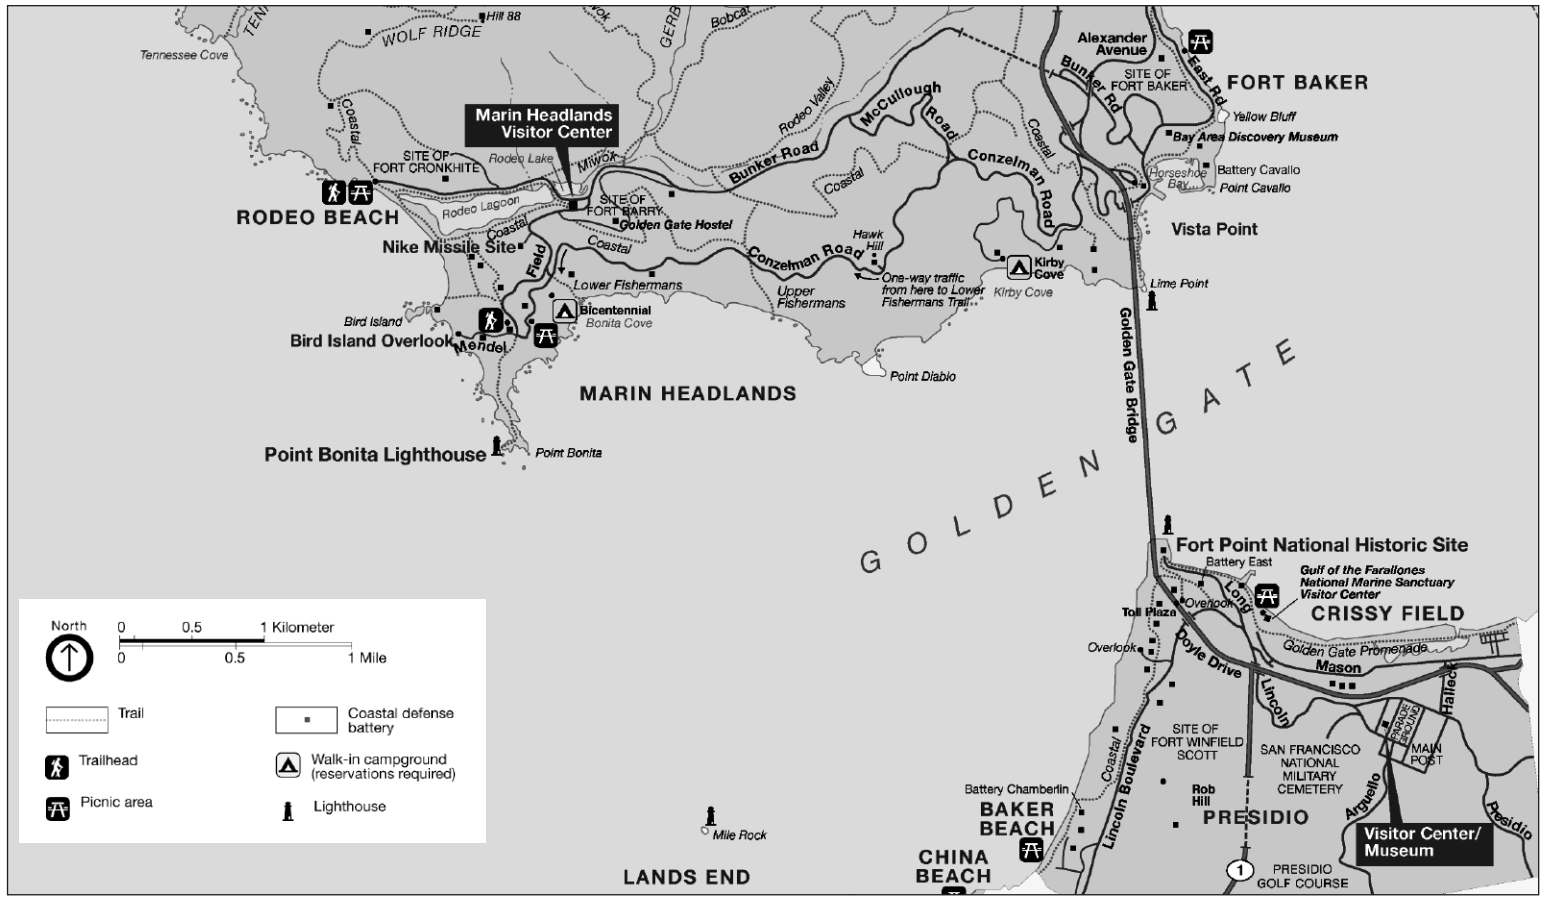 Hill 88
WOLF RIDGE
Bobcat
Tennessee Cove
Alexander
Avenue
Bunker Rd
SITE OF
FORT BAKER
East Rd
FORT BAKER
Yellow Bluff
Bay Area Discovery Museum
Battery Cavallo
Horseshoe
Bay
Point Cavallo
Vista Point
Lime Point
Coastal
Marin Headlands
Visitor Center
SITE OF
FORT CRONKHITE
Rodeo Lake
Miwok
Rodeo Valley
McCullough
Road
Bunker Road
Coastal
Conzelman Road
Coastal
RODEO BEACH
Rodeo Lagoon
SITE OF
FORT BARRY
Golden Gate Hostel
Coastal
Nike Missile Site
Field
Coastal
Conzelman Road
Hawk
Hill
One-way traffic
from here to Lower
Fishermans Trail
Kirby
Cove
Kirby Cove
Lower Fishermans
Upper
Fishermans
Bird Island
Bicentennial
Bonita Cove
Bird Island Overlook
Mendel
Point Diablo
MARIN HEADLANDS
Point Bonita Lighthouse
Point Bonita
Golden Gate Bridge
GOLDEN GATE
Fort Point National Historic Site
Battery East
Gulf of the Farallones
National Marine Sanctuary
Visitor Center
CRISSY FIELD
Long
Overlook
Toll Plaza
Overlook
Doyle Drive
Golden Gate Promenade
Mason
Halleck
Lincoln
PARADE
GROUND
MAIN
POST
SITE OF
FORT WINFIELD
SCOTT
SAN FRANCISCO
NATIONAL
MILITARY
CEMETERY
Coastal
Lincoln Boulevard
Arguello
Presidio
Rob
Hill
PRESIDIO
Visitor Center/
Museum
Battery Chamberlin
BAKER
BEACH
CHINA
BEACH
1
PRESIDIO
GOLF COURSE
Mile Rock
LANDS END
North
0 0.5 1 Kilometer
0 0.5 1 Mile
Trail
Coastal defense
battery
Trailhead
Walk-in campground
(reservations required)
Picnic area
Lighthouse